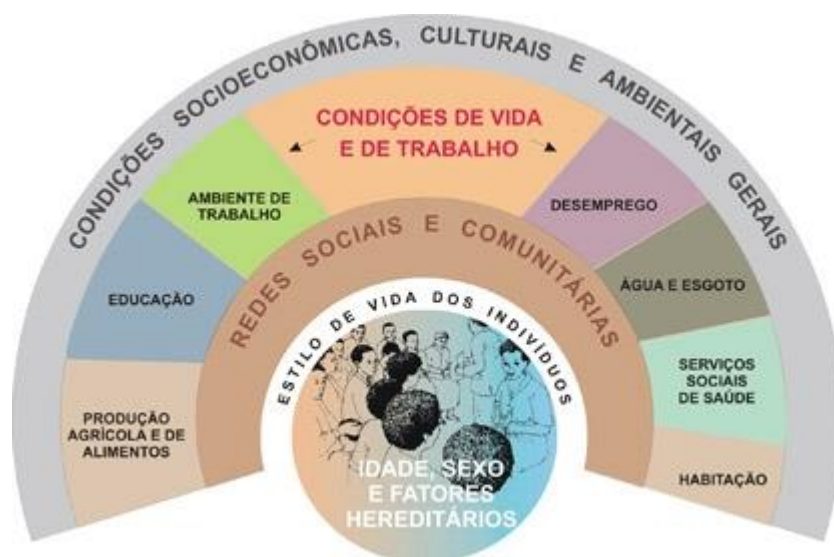 CONDIÇÕES SOCIOECONÔMICAS, CULTURAIS E AMBIENTAIS GERAIS
CONDIÇÕES DE VIDA
E DE TRABALHO
AMBIENTE DE
TRABALHO
DESEMPREGO
EDUCAÇÃO
ÁGUA E ESGOTO
PRODUÇÃO
AGRÍCOLA E DE
ALIMENTOS
SERVIÇOS
SOCIAIS
DE SAÚDE
HABITAÇÃO
REDES SOCIAIS E COMUNITÁRIAS
ESTILO DE VIDA DOS INDIVÍDUOS
IDADE, SEXO
E FATORES
HEREDITÁRIOS